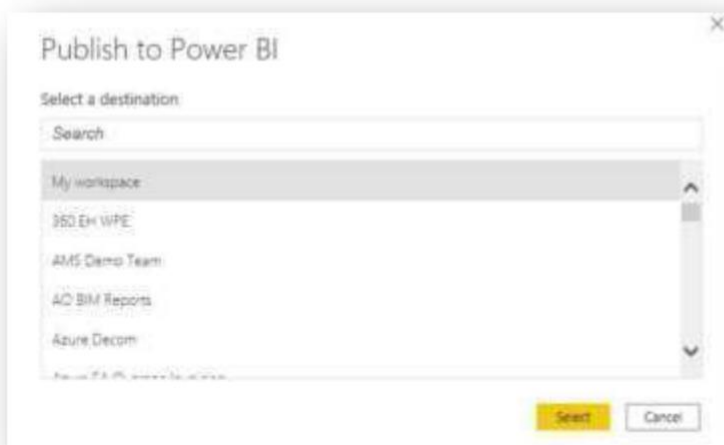 Publish to Power BI
Select a destination
Search
My workspace
360 EH WPE
AMS Demo Team
AO BIM Reports
Azure Decom
Select
Cancel